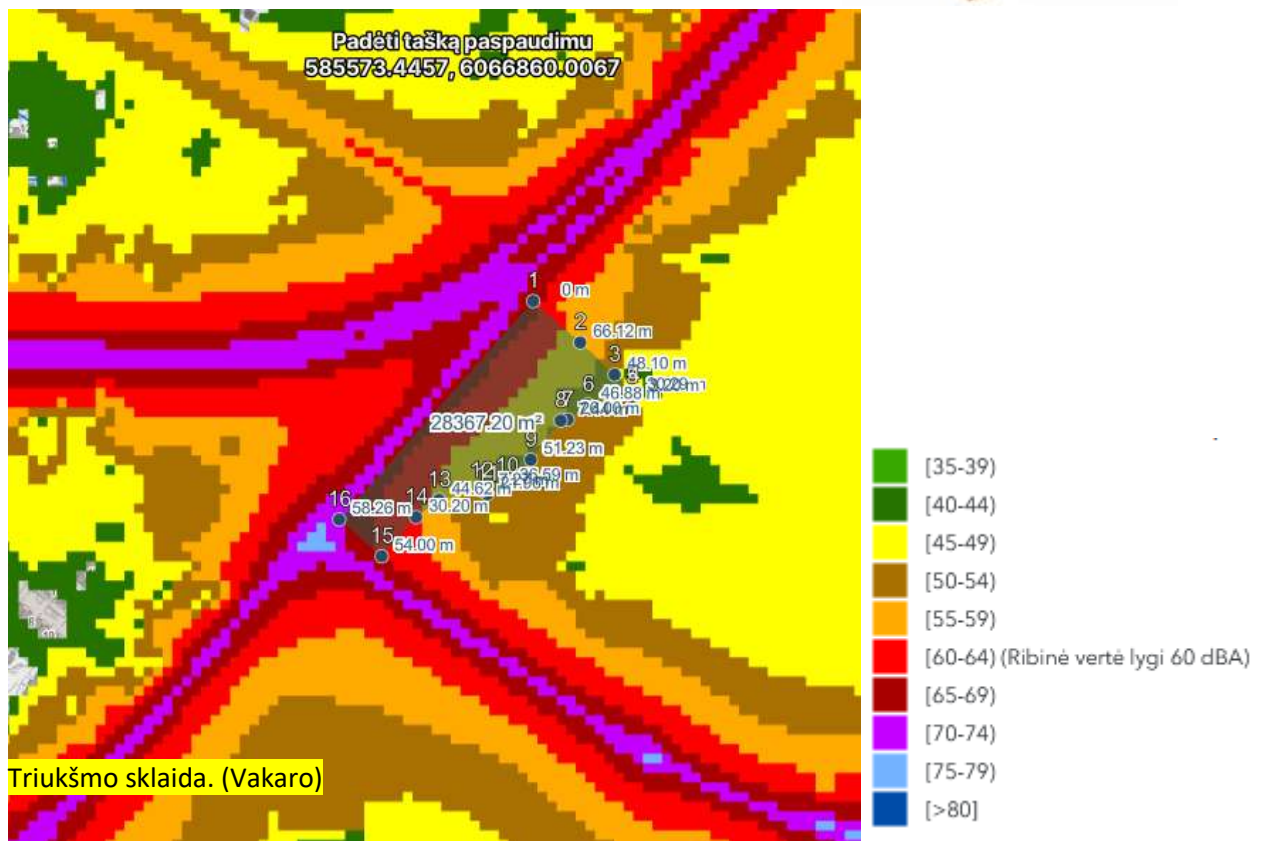 Padėti tašką paspaudimu
585573.4457, 6066860.0067
1
0 m
2
66.12 m
3
48.10 m
6
46.88 m
8
7
28367.20 m²
9
51.23 m
10
12
13
44.62 m
14
30.20 m
16
58.26 m
15
54.00 m
Triukšmo sklaida. (Vakaro)
[35-39)
[40-44)
[45-49)
[50-54)
[55-59)
[60-64) (Ribinė vertė lygi 60 dBA)
[65-69)
[70-74)
[75-79)
[>80]